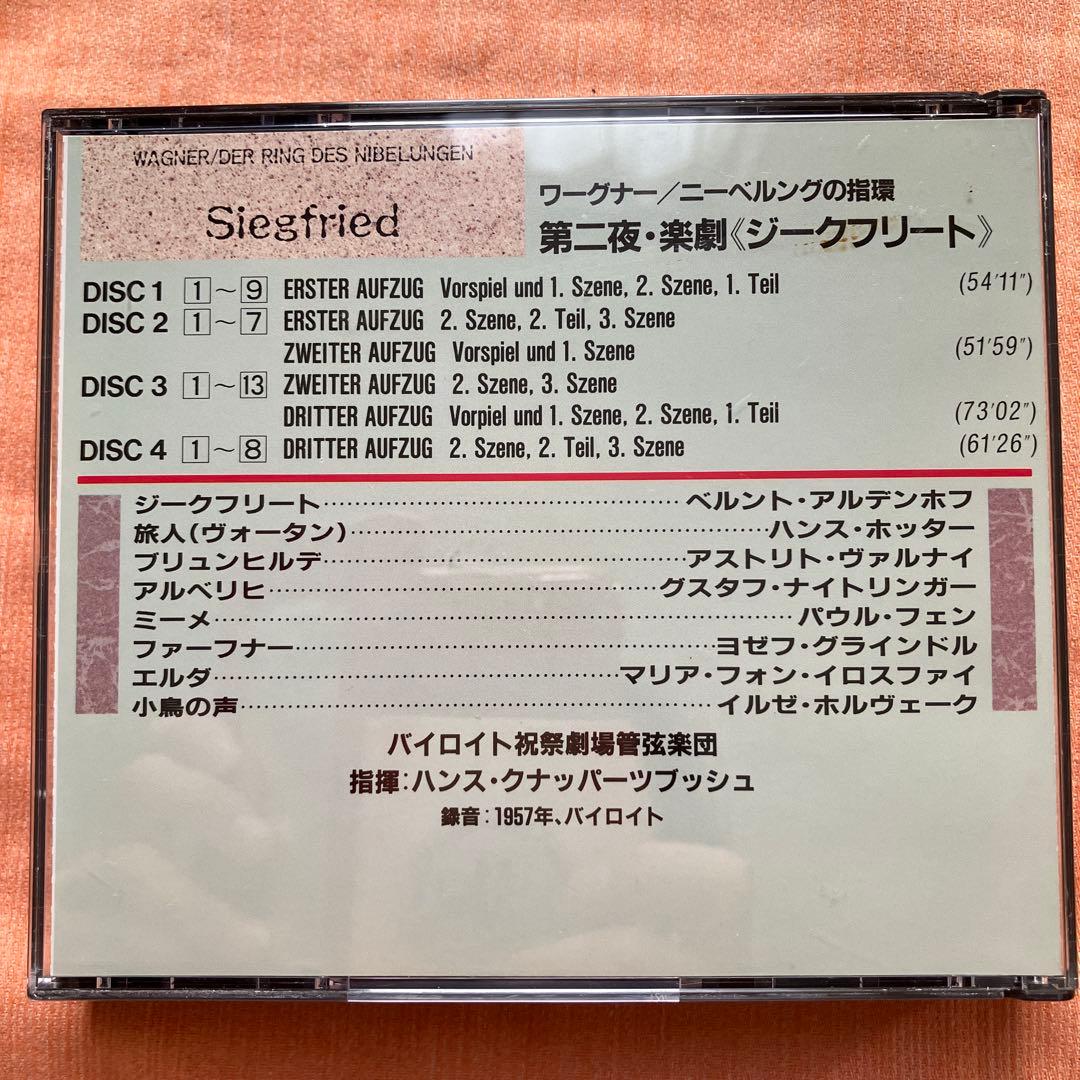 WAGNER/DER RING DES NIBELUNGEN
Siegfried
ワーグナー/ニーベルングの指環
第二夜・楽劇《ジークフリート》
DISC 1 1~9 ERSTER AUFZUG Vorspiel und 1. Szene, 2. Szene, 1. Teil (54'11")
DISC 2 1~7 ERSTER AUFZUG 2. Szene, 2. Teil, 3. Szene
ZWEITER AUFZUG Vorspiel und 1. Szene (51'59")
DISC 3 1~13 ZWEITER AUFZUG 2. Szene, 3. Szene
DRITTER AUFZUG Vorpiel und 1. Szene, 2. Szene, 1. Teil (73'02")
DISC 4 1~8 DRITTER AUFZUG 2. Szene, 2. Teil, 3. Szene (61'26")
ジークフリート……ベルント・アルデンホフ
旅人(ヴォータン)……ハンス・ホッター
ブリュンヒルデ……アストリト・ヴァルナイ
アルベリヒ……グスタフ・ナイトリンガー
ミーメ……パウル・フェン
ファーフナー……ヨゼフ・グラインドル
エルダ……マリア・フォン・イロスファイ
小鳥の声……イルゼ・ホルヴェーク
バイロイト祝祭劇場管弦楽団
指揮:ハンス・クナッパーツブッシュ
録音:1957年、バイロイト